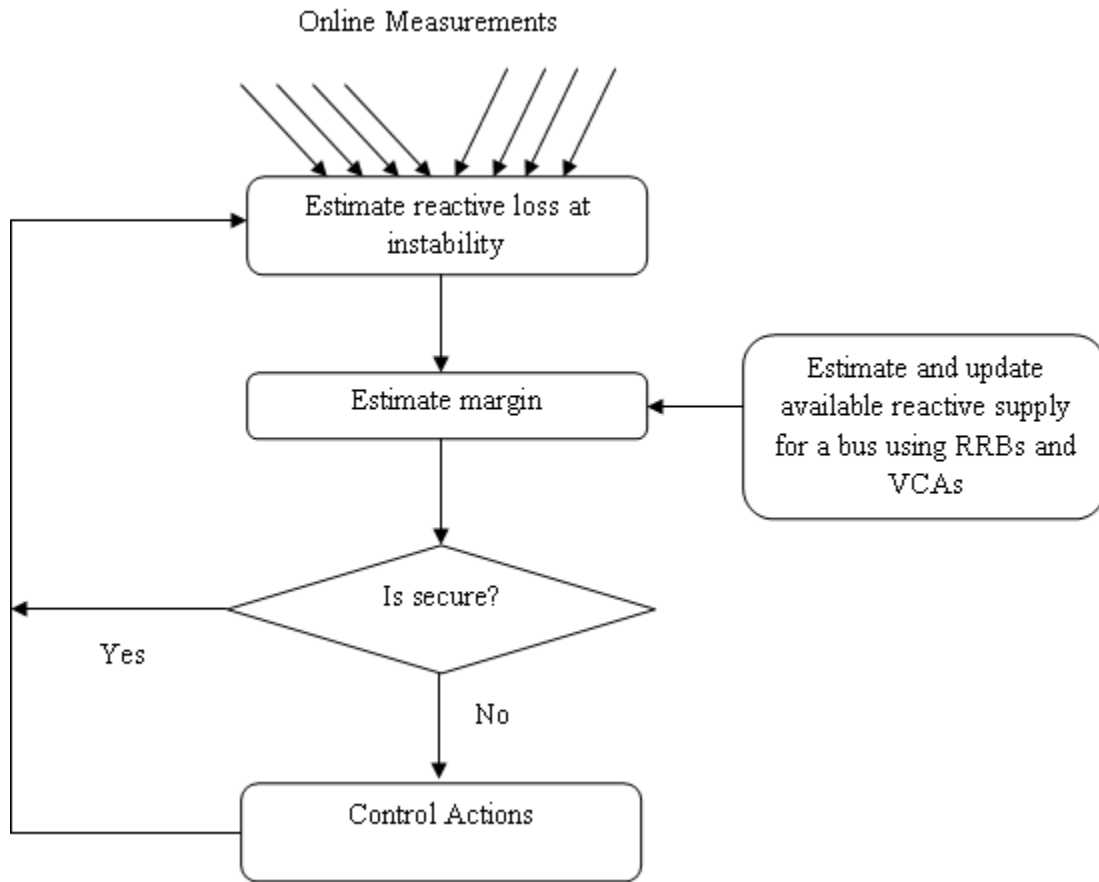 Online Measurements
Estimate reactive loss at
instability
Estimate margin
Estimate and update
available reactive supply
for a bus using RRBs and
VCAs
Is secure?
Yes
No
Control Actions